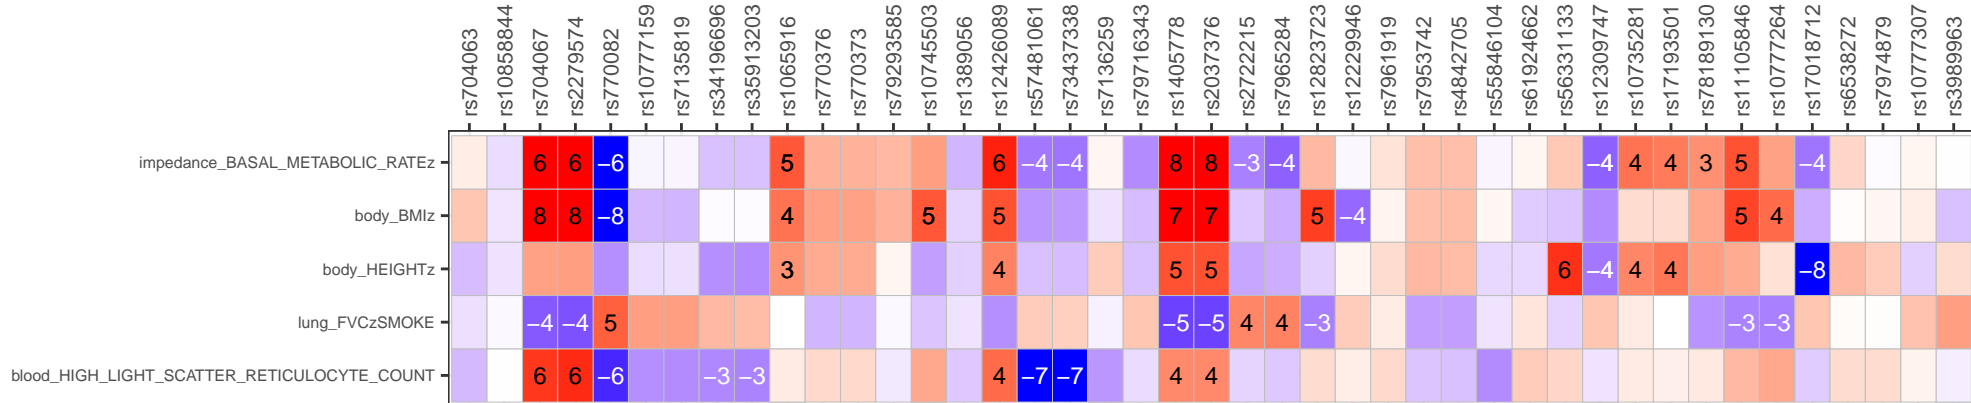 rs704063 rs10858844 rs704067 rs2279574 rs770082 rs10777159 rs71135819 rs34196696 rs35913203 rs1065916 rs770376 rs770373 rs79293585 rs10745503 rs1389056 rs12426089 rs57481061 rs73437338 rs71362559 rs79716343 rs1405778 rs2037376 rs2722215 rs7965284 rs12823723 rs12229946 rs7961919 rs7953742 rs4842705 rs55846104 rs61924662 rs56331133 rs12309747 rs10735281 rs17193501 rs78189130 rs11105846 rs10777264 rs17018712 rs6538272 rs7974879 rs10777307 rs3989963
impedance_BASAL_METABOLIC_RATEz 6 6 −6 5 6 −4 −4 8 8 −3 −4 −4 4 4 3 5 −4
body_BMIz 8 8 −8 4 5 5 7 7 5 −4 5 4
body_HEIGHTz 3 4 5 5 6 −4 4 4 −8
lung_FVCzSMOKE −4 −4 5 −5 −5 4 4 −3 −3 −3
blood_HIGH_LIGHT_SCATTER_RETICULOCYTE_COUNT 6 6 −6 −3 −3 4 −7 −7 4 4